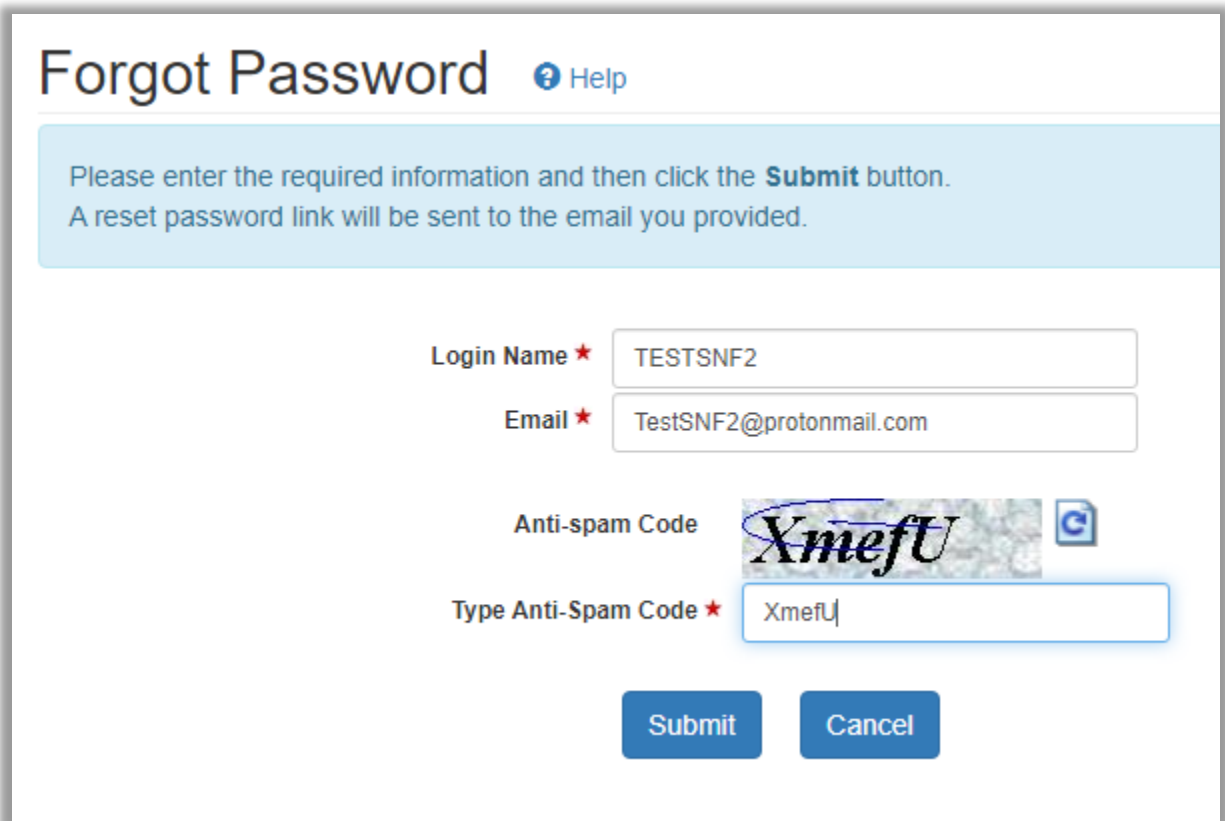 Forgot Password Help
Please enter the required information and then click the Submit button.
A reset password link will be sent to the email you provided.
Login Name ★ TESTSNF2
Email ★ TestSNF2@protonmail.com
Anti-spam Code XmefU
Type Anti-Spam Code ★ XmefU
Submit Cancel